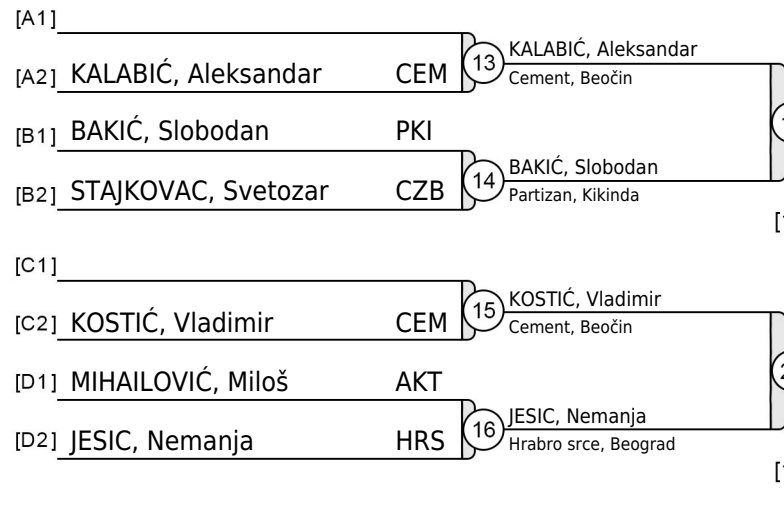 [A1]
[A2] KALABIĆ, Aleksandar CEM
13
KALABIĆ, Aleksandar
Cement, Beočin
[B1] BAKIĆ, Slobodan PKI
[B2] STAJKOVAC, Svetozar CZB
14
BAKIĆ, Slobodan
Partizan, Kikinda
[C1]
[C2] KOSTIĆ, Vladimir CEM
15
KOSTIĆ, Vladimir
Cement, Beočin
[D1] MIHAILOVIĆ, Miloš AKT
[D2] JESIC, Nemanja HRS
16
JESIC, Nemanja
Hrabro srce, Beograd